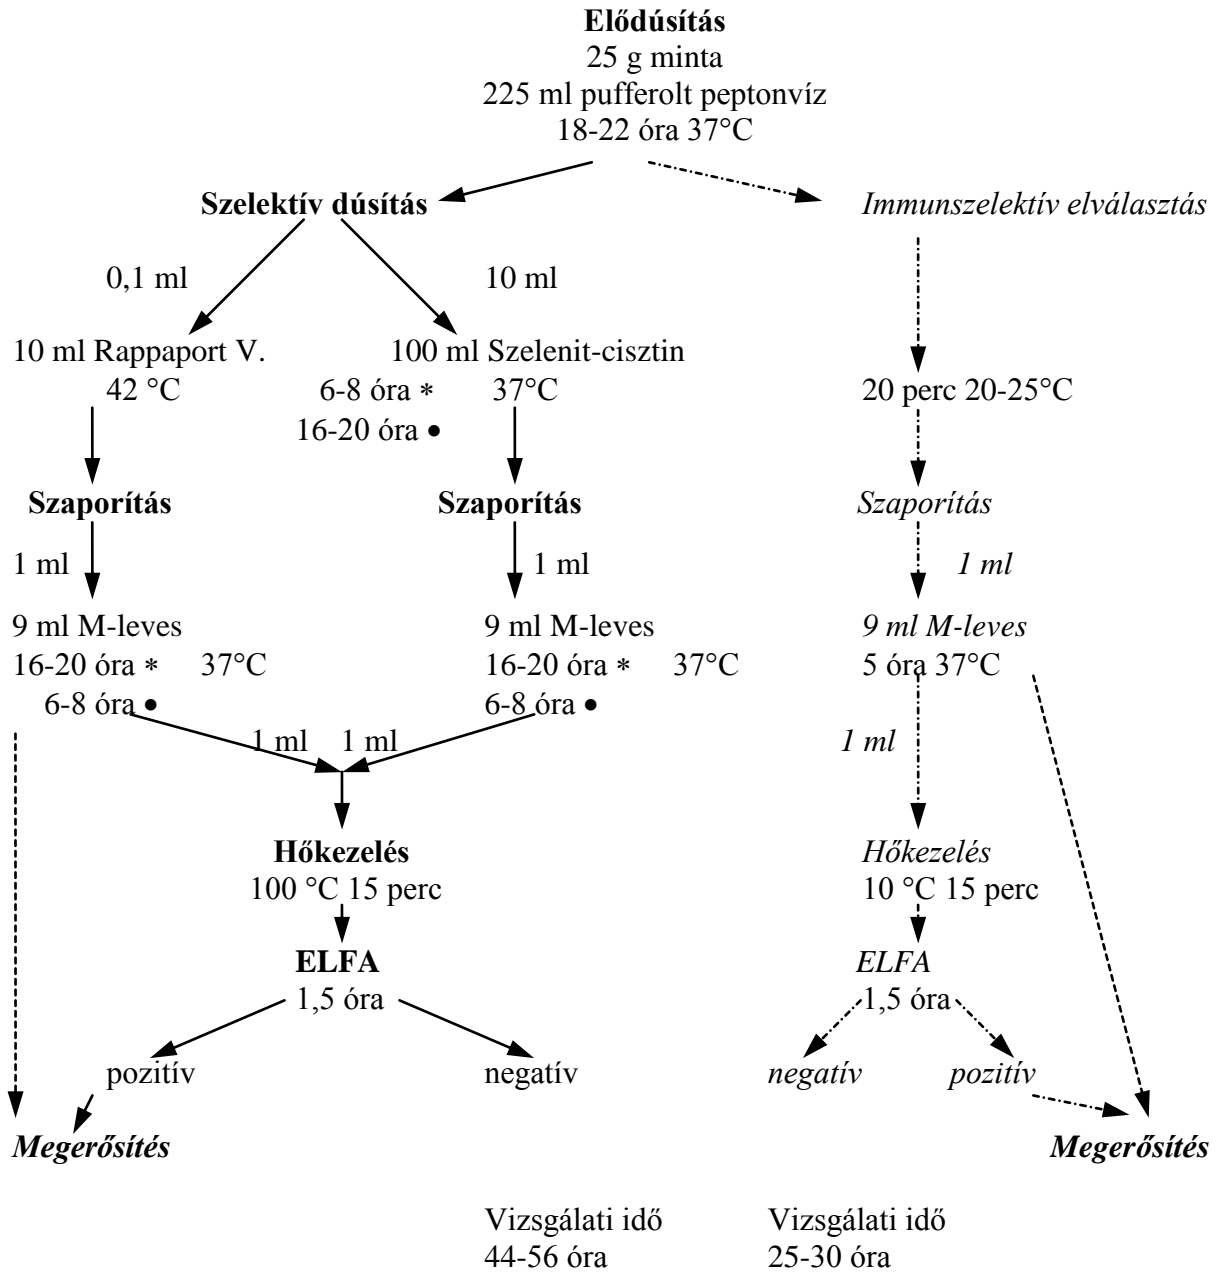 Elődúsítás
25 g minta
225 ml pufferolt peptonvíz
18-22 óra 37°C
Szelektív dúsítás
Immunszelektív elválasztás
0,1 ml
10 ml
10 ml Rappaport V.
100 ml Szelenit-cisztin
42 °C
6-8 óra *
37°C
20 perc 20-25°C
16-20 óra •
Szaporítás
Szaporítás
Szaporítás
1 ml
1 ml
1 ml
9 ml M-leves
9 ml M-leves
9 ml M-leves
16-20 óra * 37°C
16-20 óra * 37°C
5 óra 37°C
6-8 óra •
6-8 óra •
1 ml
1 ml
1 ml
Hőkezelés
Hőkezelés
100 °C 15 perc
10 °C 15 perc
ELFA
ELFA
1,5 óra
1,5 óra
pozitív
negatív
negatív
pozitív
Megerősítés
Megerősítés
Vizsgálati idő
Vizsgálati idő
44-56 óra
25-30 óra